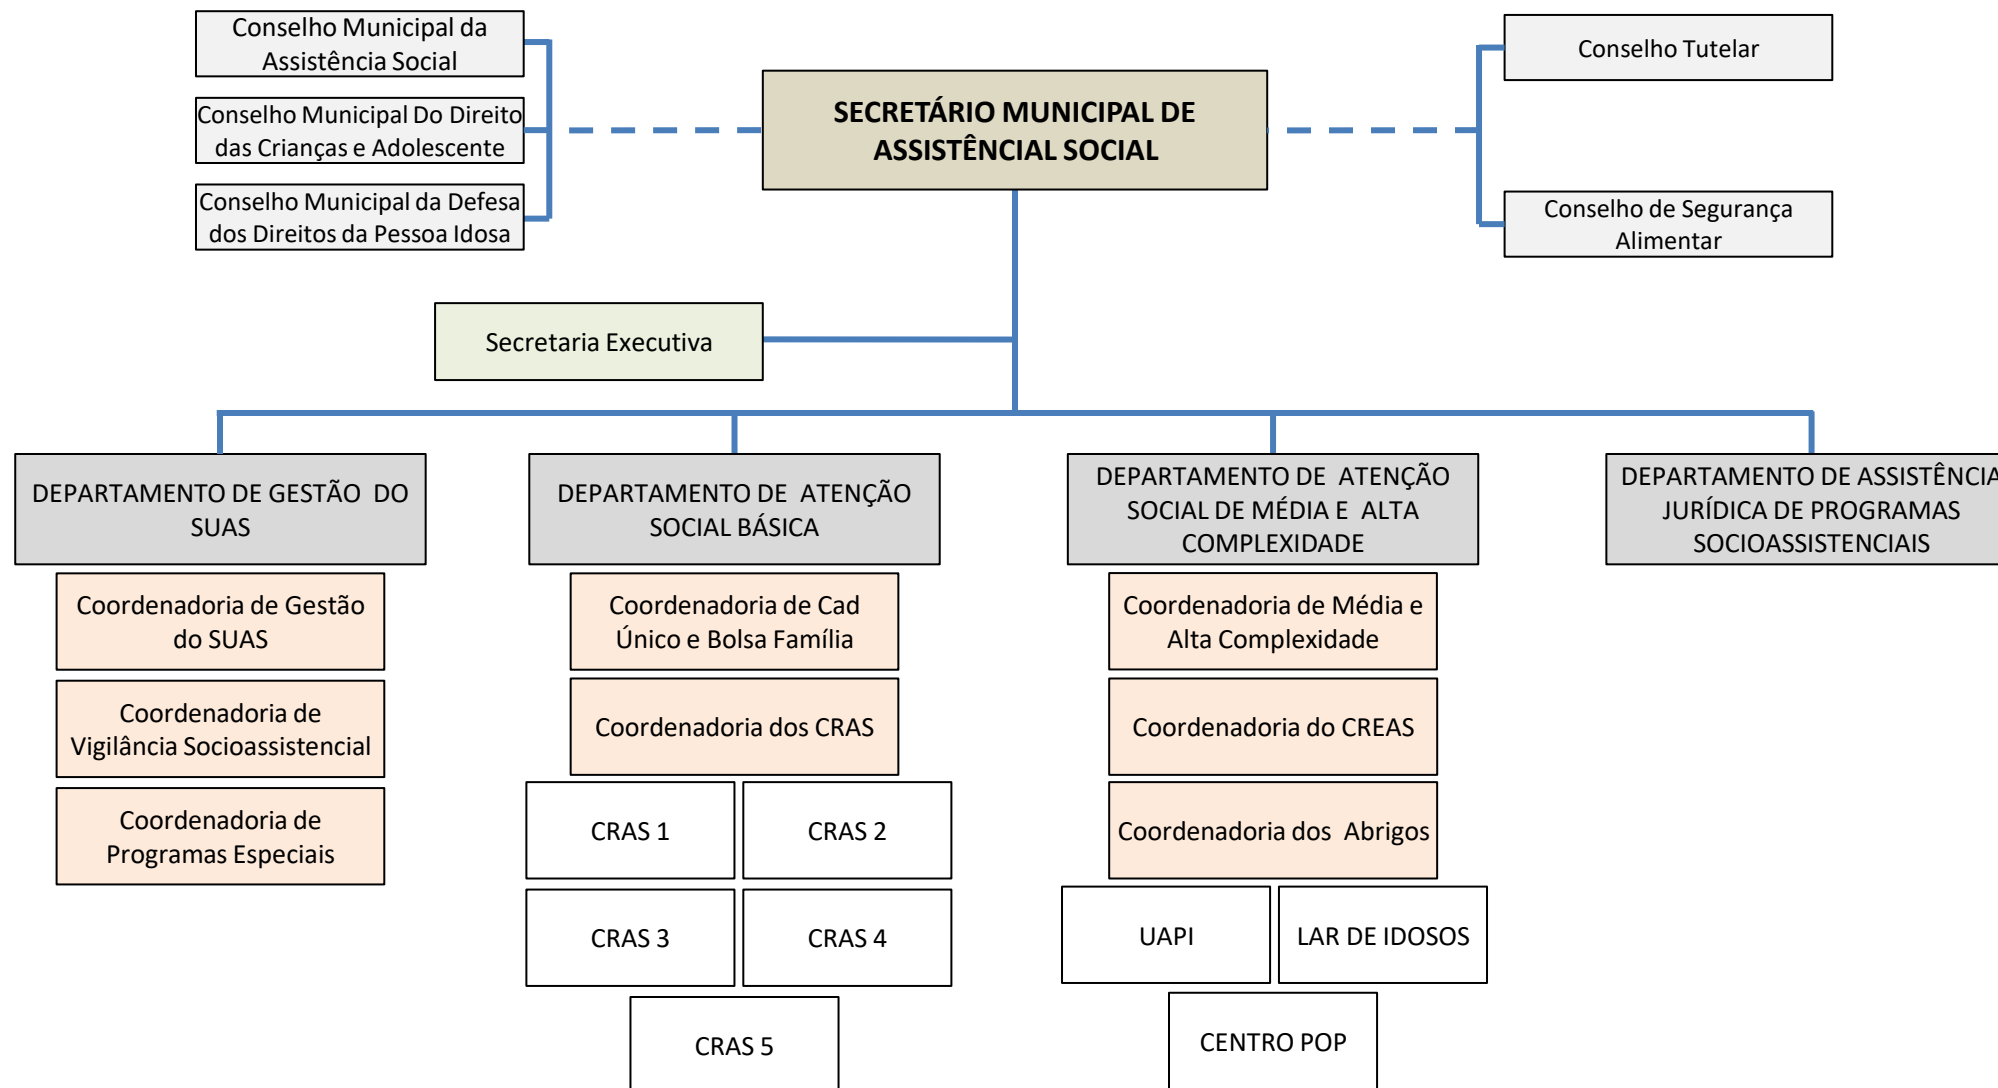 Conselho Municipal da
Assistência Social
Conselho Municipal Do Direito
das Crianças e Adolescente
Conselho Municipal da Defesa
dos Direitos da Pessoa Idosa
SECRETÁRIO MUNICIPAL DE
ASSISTÊNCIAL SOCIAL
Conselho Tutelar
Conselho de Segurança
Alimentar
Secretaria Executiva
DEPARTAMENTO DE GESTÃO DO
SUAS
Coordenadoria de Gestão
do SUAS
Coordenadoria de
Vigilância Socioassistencial
Coordenadoria de
Programas Especiais
DEPARTAMENTO DE ATENÇÃO
SOCIAL BÁSICA
Coordenadoria de Cad
Único e Bolsa Família
Coordenadoria dos CRAS
CRAS 1
CRAS 2
CRAS 3
CRAS 4
CRAS 5
DEPARTAMENTO DE ATENÇÃO
SOCIAL DE MÉDIA E ALTA
COMPLEXIDADE
Coordenadoria de Média e
Alta Complexidade
Coordenadoria do CREAS
Coordenadoria dos Abrigos
UAPI
LAR DE IDOSOS
CENTRO POP
DEPARTAMENTO DE ASSISTÊNCIA
JURÍDICA DE PROGRAMAS
SOCIOASSISTENCIAIS